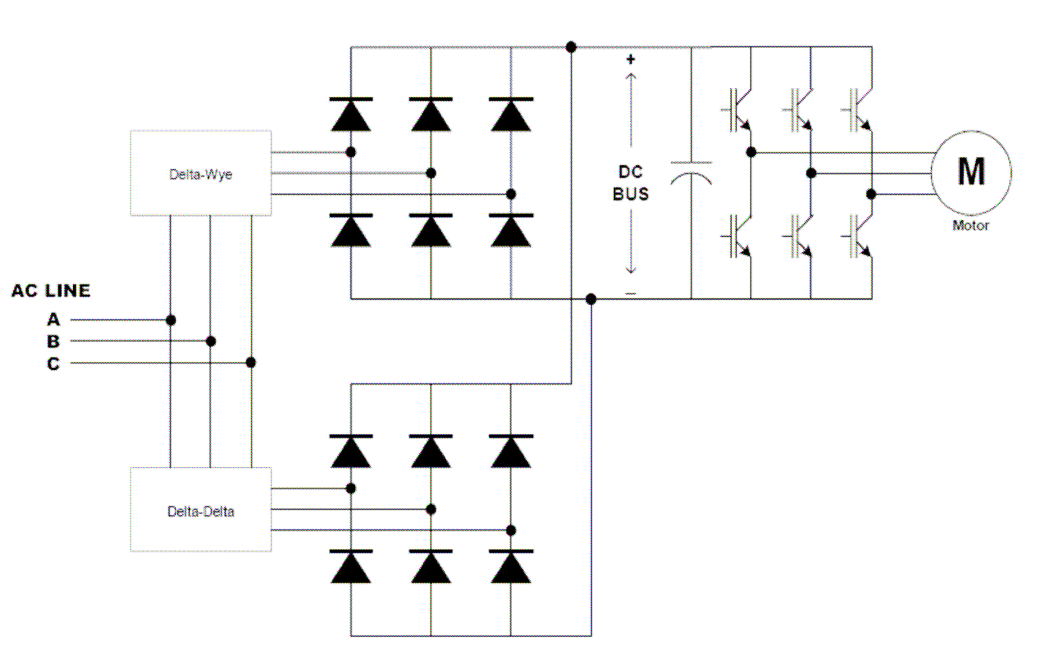 Delta-Wye
AC LINE
A
B
C
Delta-Delta
+
DC
BUS
–
M
Motor